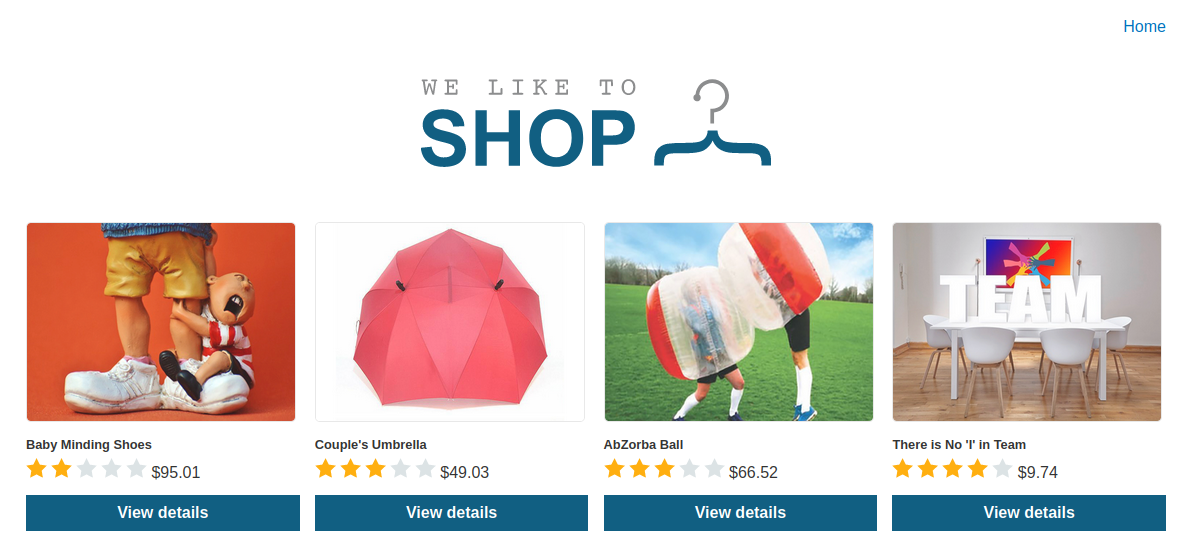 Home
WE LIKE TO
SHOP
TEAM
Baby Minding Shoes
Couple's Umbrella
AbZorba Ball
There is No 'I' in Team
$95.01
$49.03
$66.52
$9.74
View details
View details
View details
View details